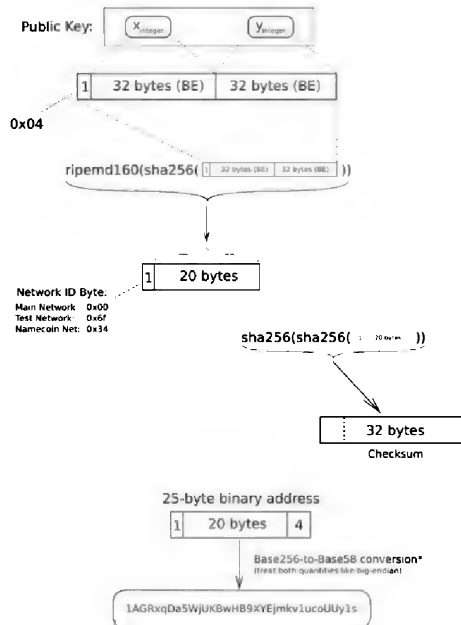 Public Key:
x integer
y integer
1
32 bytes (BE)
32 bytes (BE)
0x04
ripemd160(sha256( 1 32 bytes (BE) 32 bytes (BE) ))
1
20 bytes
Network ID Byte:
Main Network 0x00
Test Network: 0x6f
Namecoin Net: 0x34
sha256(sha256( 1 20 bytes ))
32 bytes
Checksum
25-byte binary address
1
20 bytes
4
Base256-to-Base58 conversion*
(treat both quantities like big-endian)
1AGRxqDa5WjUKBwHB9XYEjmkv1ucoUUy1s